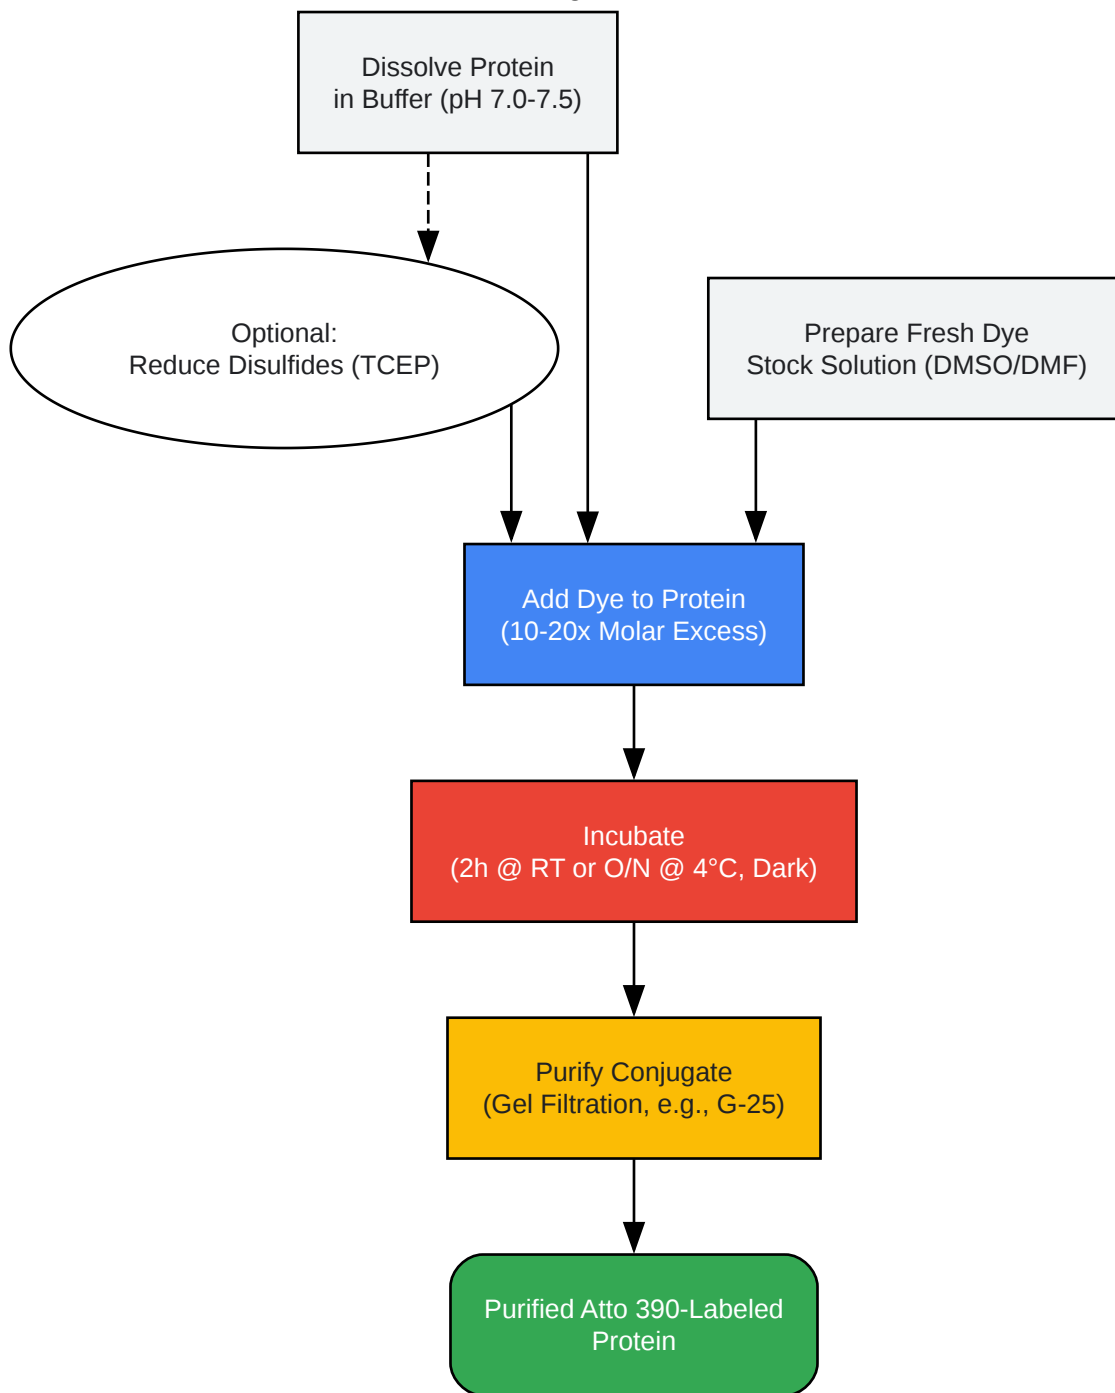 Dissolve Protein
in Buffer (pH 7.0-7.5)
Optional:
Reduce Disulfides (TCEP)
Prepare Fresh Dye
Stock Solution (DMSO/DMF)
Add Dye to Protein
(10-20x Molar Excess)
Incubate
(2h @ RT or O/N @ 4°C, Dark)
Purify Conjugate
(Gel Filtration, e.g., G-25)
Purified Atto 390-Labeled
Protein